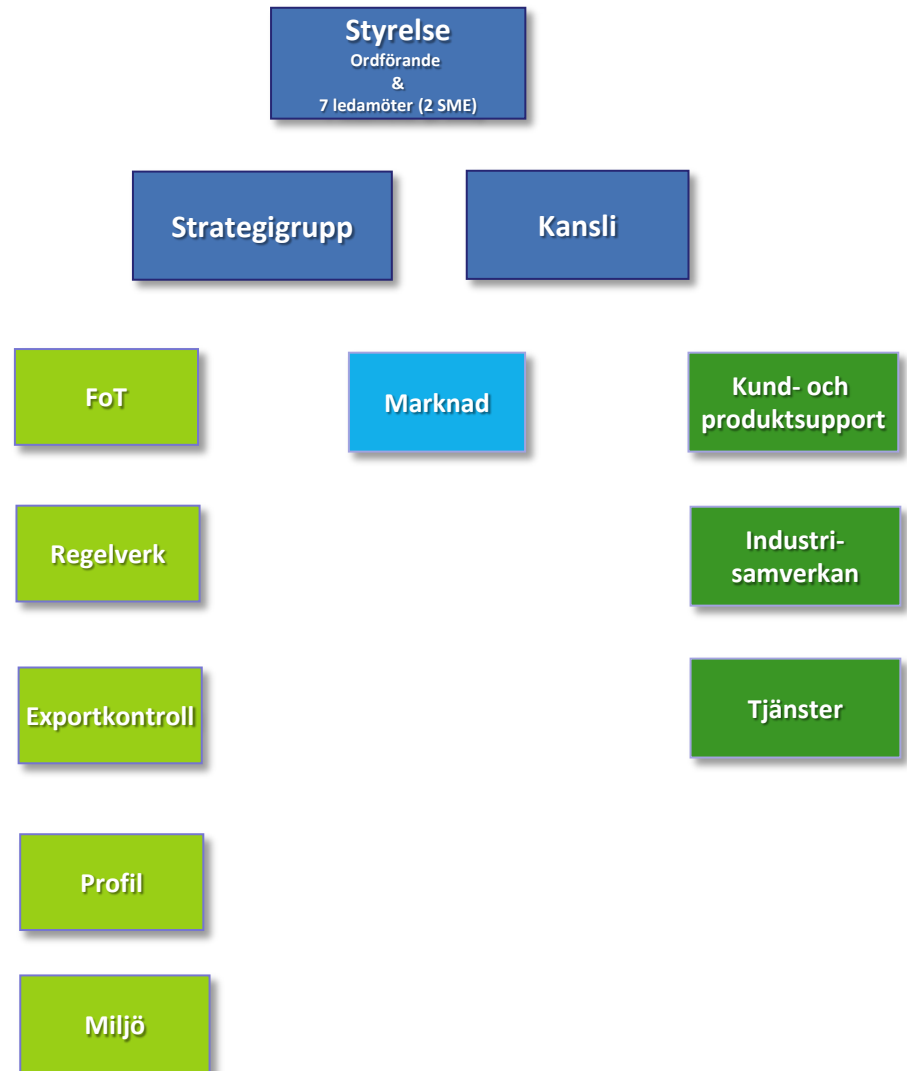 Styrelse
Ordförande
&
7 ledamöter (2 SME)
Strategigrupp
Kansli
FoT
Marknad
Kund- och
produktsupport
Regelverk
Industri-
samverkan
Exportkontroll
Tjänster
Profil
Miljö